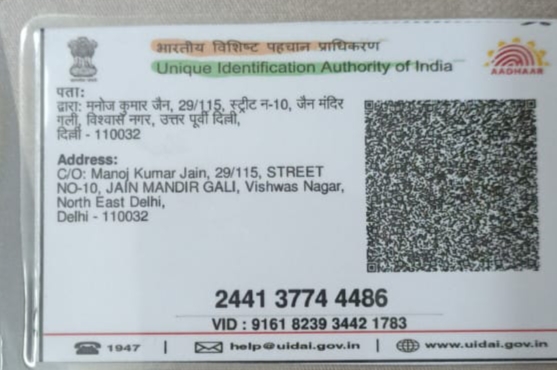 भारतीय विशिष्ट पहचान प्राधिकरण
Unique Identification Authority of India
AADHAAR
पता:
द्वारा: मनोज कुमार जैन, 29/115, स्ट्रीट न-10, जैन मंदिर
गली, विश्वास नगर, उत्तर पूर्वी दिल्ली,
दिल्ली - 110032
Address:
C/O: Manoj Kumar Jain, 29/115, STREET
NO-10, JAIN MANDIR GALI, Vishwas Nagar,
North East Delhi,
Delhi - 110032
2441 3774 4486
VID : 9161 8239 3442 1783
1947 | help@uidai.gov.in | www.uidai.gov.in